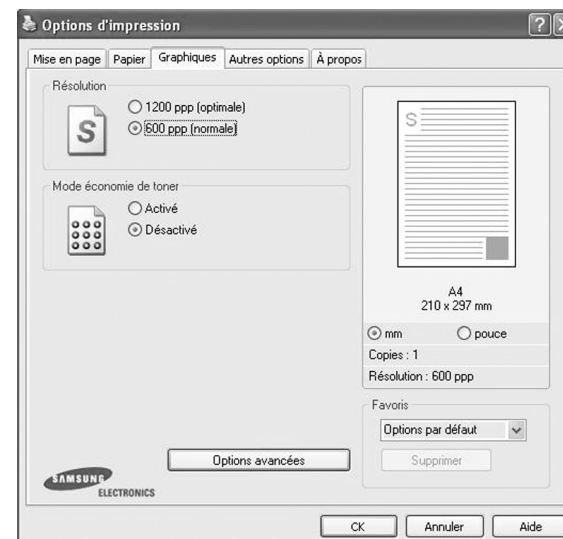 Options d'impression
Mise en page Papier Graphiques Autres options À propos
Résolution
1200 ppp (optimale)
600 ppp (normale)
S
Mode économie de toner
Activé
Désactivé
S
A4
210 x 297 mm
mm pouce
Copies : 1
Résolution : 600 ppp
Favoris
Options par défaut
Supprimer
Options avancées
SAMSUNG
ELECTRONICS
OK Annuler Aide